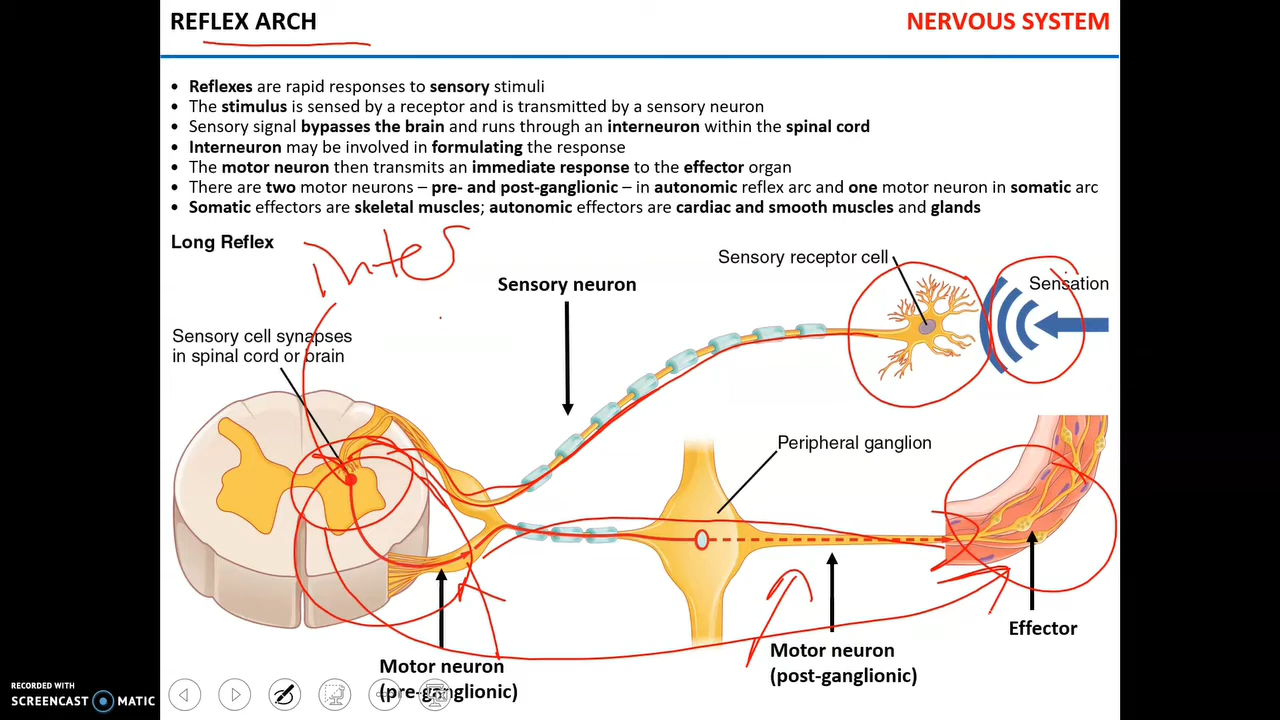 REFLEX ARCH
NERVOUS SYSTEM
• Reflexes are rapid responses to sensory stimuli
• The stimulus is sensed by a receptor and is transmitted by a sensory neuron
• Sensory signal bypasses the brain and runs through an interneuron within the spinal cord
• Interneuron may be involved in formulating the response
• The motor neuron then transmits an immediate response to the effector organ
• There are two motor neurons – pre- and post-ganglionic – in autonomic reflex arc and one motor neuron in somatic arc
• Somatic effectors are skeletal muscles; autonomic effectors are cardiac and smooth muscles and glands
Long Reflex
inter
Sensory receptor cell
Sensation
Sensory neuron
Sensory cell synapses
in spinal cord or brain
Peripheral ganglion
Effector
Motor neuron
(pre-ganglionic)
Motor neuron
(post-ganglionic)
RECORDED WITH
SCREENCAST MATIC